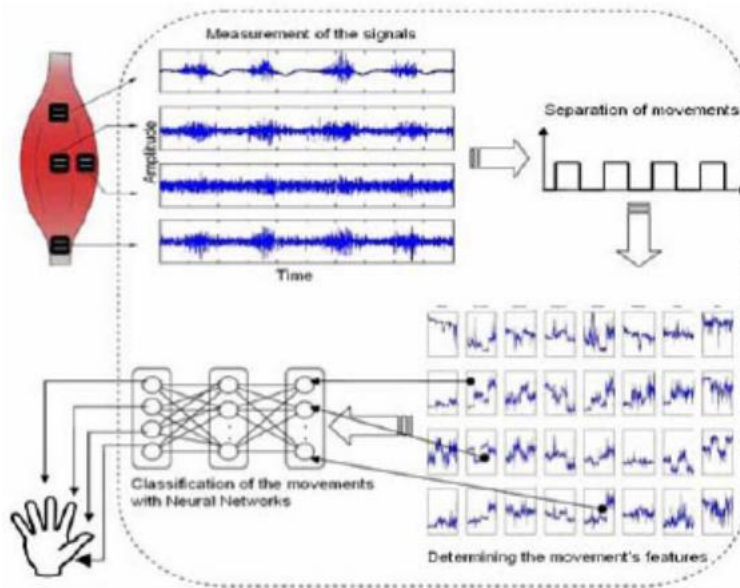 Measurement of the signals
Amplitude
Time
Separation of movements
Classification of the movements
with Neural Networks
Determining the movement's features